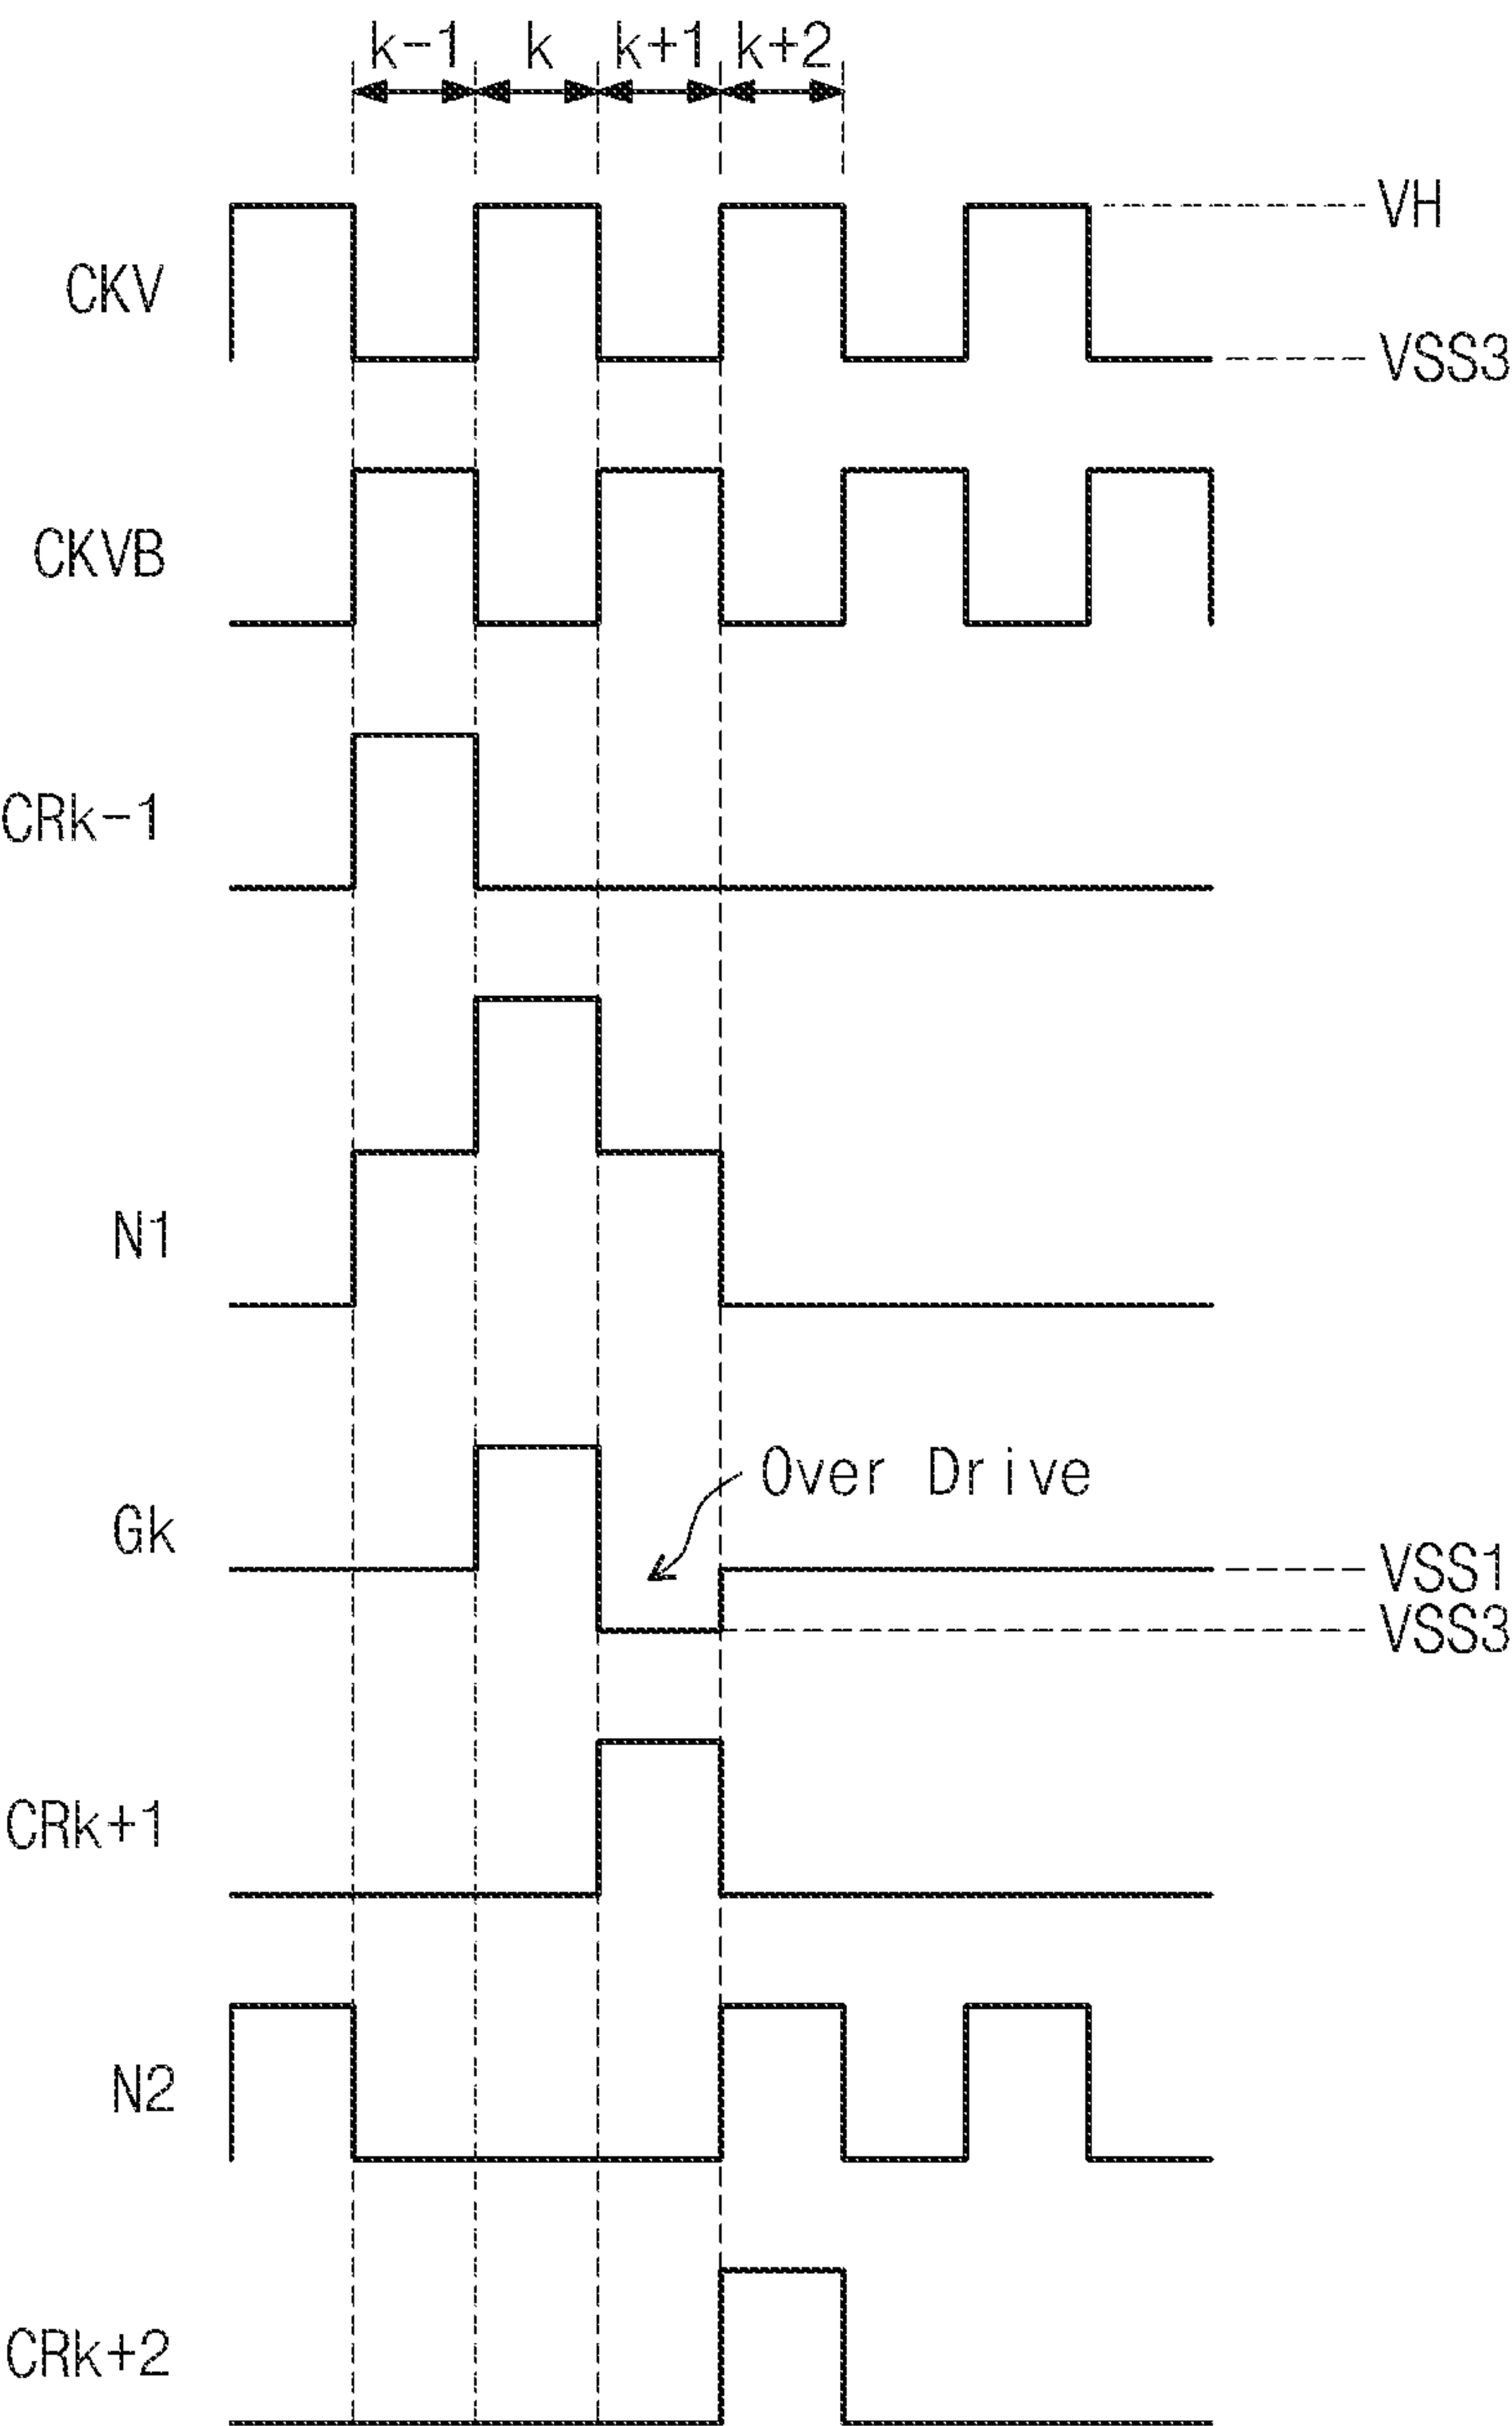 k-1 k k+1 k+2
VH
CKV
VSS3
CKVB
CRk-1
N1
Over Drive
Gk
VSS1
VSS3
CRk+1
N2
CRk+2